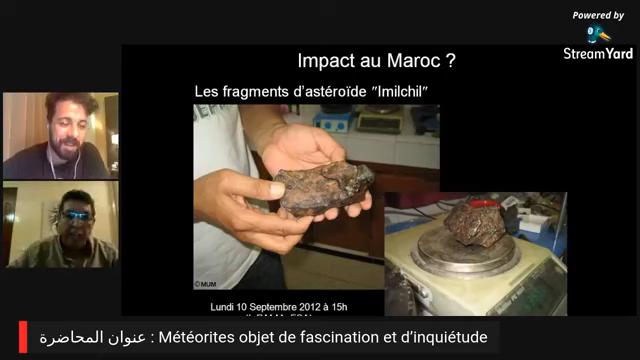 Powered by
StreamYard
Impact au Maroc ?
Les fragments d'astéroïde "Imilchil"
© MUM
Lundi 10 Septembre 2012 à 15h
عنوان المحاضرة : Météorites objet de fascination et d'inquiétude